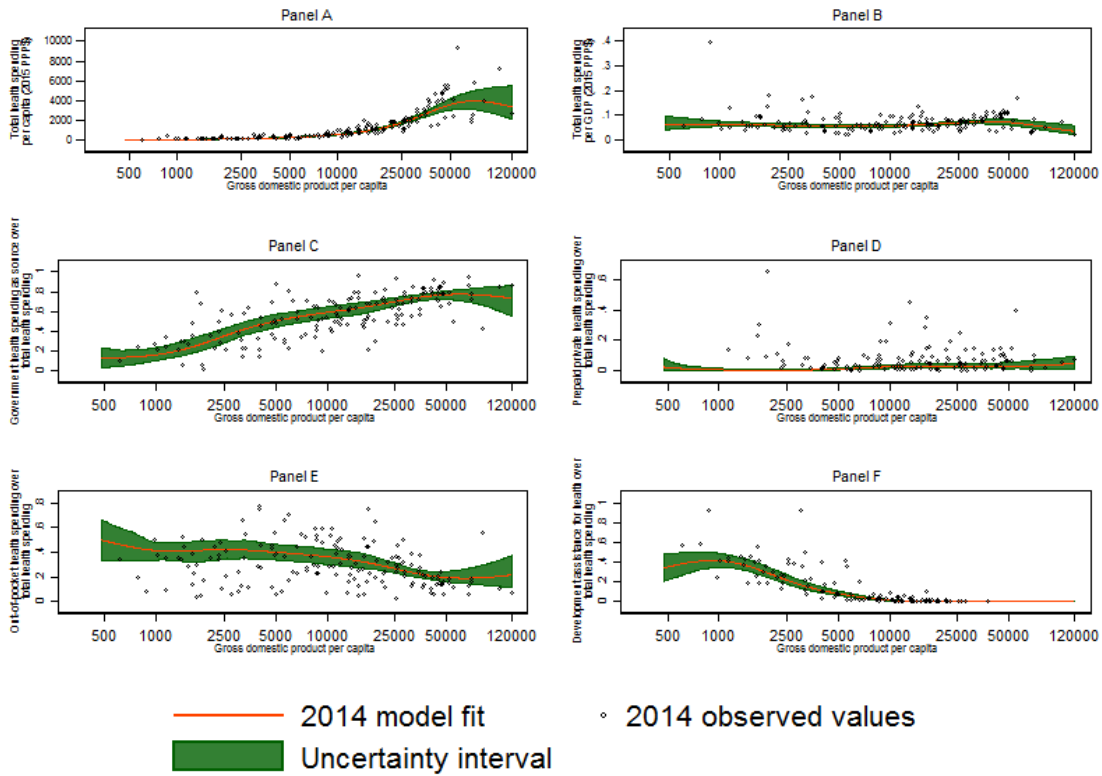 Panel A
Total health spending
per capita (2015 PPP$)
10000
8000
6000
4000
2000
0
500 1000 2500 5000 10000 25000 50000 120000
Gross domestic product per capita
Panel B
Total health spending
per GDP (2015 PPP$)
.4
.3
.2
.1
0
500 1000 2500 5000 10000 25000 50000 120000
Gross domestic product per capita
Panel C
Government health spending as source over
total health spending
1
.8
.6
.4
.2
0
500 1000 2500 5000 10000 25000 50000 120000
Gross domestic product per capita
Panel D
Prepaid private health spending over
total health spending
.6
.4
.2
0
500 1000 2500 5000 10000 25000 50000 120000
Gross domestic product per capita
Panel E
Out-of-pocket health spending over
total health spending
.8
.6
.4
.2
0
500 1000 2500 5000 10000 25000 50000 120000
Gross domestic product per capita
Panel F
Development assistance for health over
total health spending
1
.8
.6
.4
.2
0
500 1000 2500 5000 10000 25000 50000 120000
Gross domestic product per capita
2014 model fit
2014 observed values
Uncertainty interval